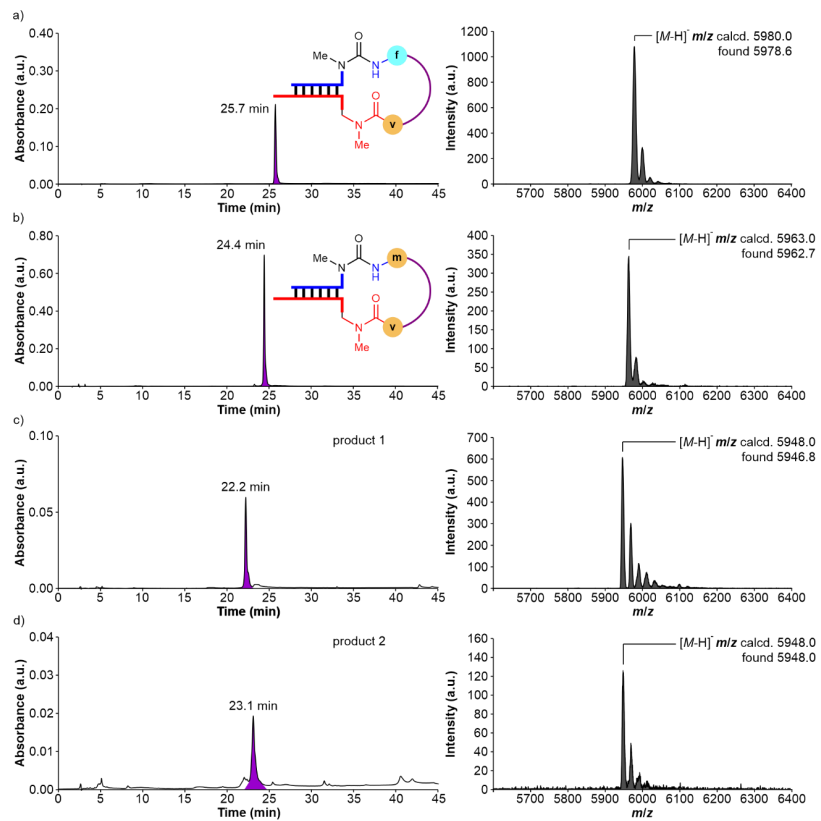 a)
Absorbance (a.u.)
0.40
0.30
0.20
0.10
0.00
25.7 min
O
Me
N
N
H
f
O
N
v
Me
0 5 10 15 20 25 30 35 40 45
Time (min)
Intensity (a.u.)
1200
1000
800
600
400
200
0
[M-H]- m/z calcd. 5980.0
found 5978.6
5700 5800 5900 6000 6100 6200 6300 6400
m/z
b)
Absorbance (a.u.)
0.80
0.60
0.40
0.20
0.00
24.4 min
O
Me
N
N
H
m
O
N
v
Me
0 5 10 15 20 25 30 35 40 45
Time (min)
Intensity (a.u.)
400
350
300
250
200
150
100
50
0
[M-H]- m/z calcd. 5963.0
found 5962.7
5700 5800 5900 6000 6100 6200 6300 6400
m/z
c)
Absorbance (a.u.)
0.10
0.05
0.00
product 1
22.2 min
0 5 10 15 20 25 30 35 40 45
Time (min)
Intensity (a.u.)
700
600
500
400
300
200
100
0
[M-H]- m/z calcd. 5948.0
found 5946.8
5700 5800 5900 6000 6100 6200 6300 6400
m/z
d)
Absorbance (a.u.)
0.04
0.03
0.02
0.01
0.00
product 2
23.1 min
0 5 10 15 20 25 30 35 40 45
Time (min)
Intensity (a.u.)
160
140
120
100
80
60
40
20
0
[M-H]- m/z calcd. 5948.0
found 5948.0
5700 5800 5900 6000 6100 6200 6300 6400
m/z